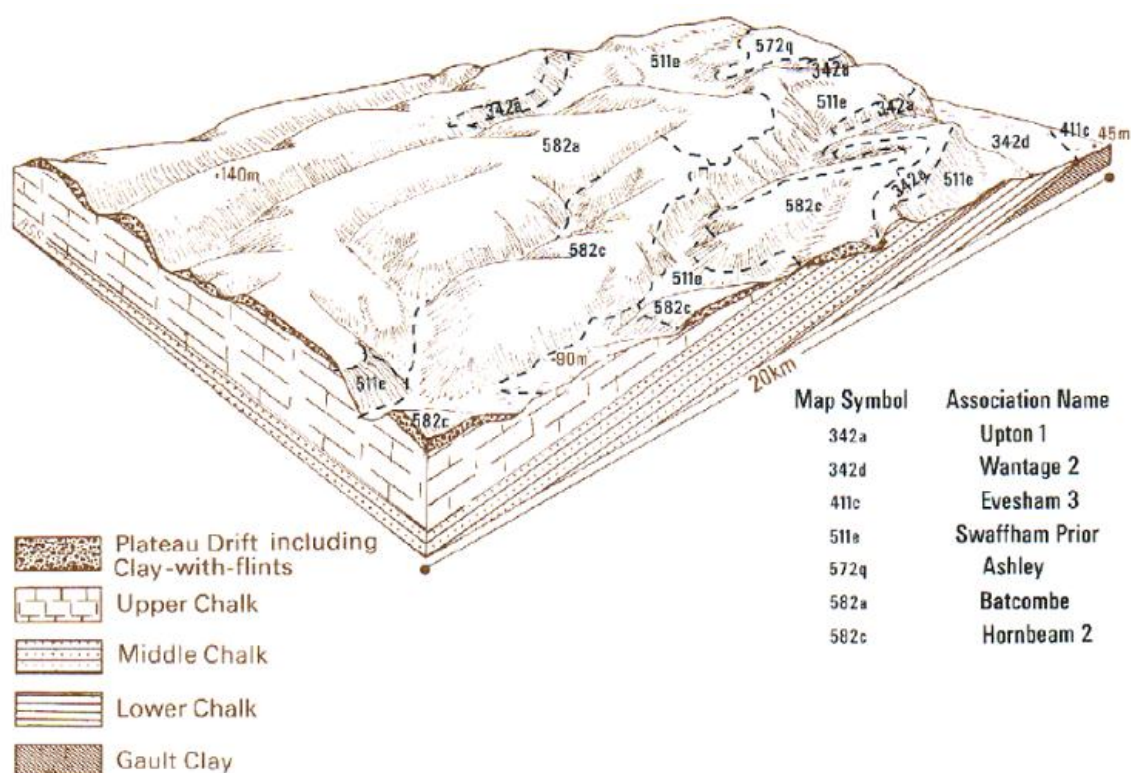 572q
511e
342a
342a
511e
342a
411c
45m
342d
582a
140m
342a
511e
582c
582c
511e
582c
90m
511e
582c
20km
Map Symbol Association Name
342a Upton 1
342d Wantage 2
411c Evesham 3
511e Swaffham Prior
572q Ashley
582a Batcombe
582c Hornbeam 2
Plateau Drift including
Clay-with-flints
Upper Chalk
Middle Chalk
Lower Chalk
Gault Clay